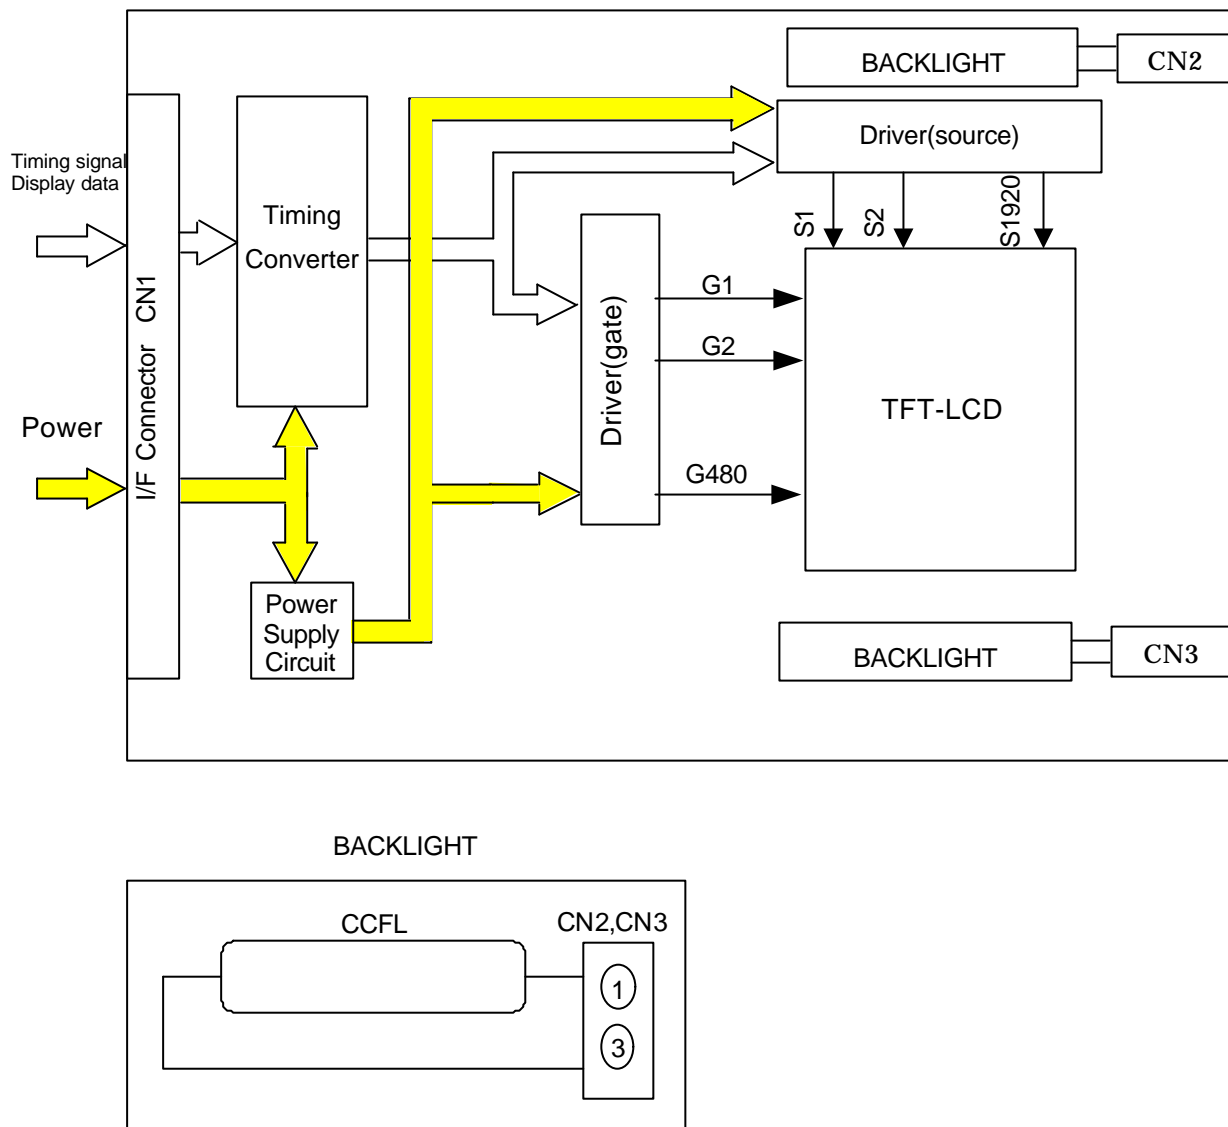 BACKLIGHT
CN2
Driver(source)
Timing signal
Display data
Timing
Converter
S1
S2
S1920
I/F Connector CN1
Driver(gate)
G1
G2
TFT-LCD
Power
G480
Power
Supply
Circuit
BACKLIGHT
CN3
BACKLIGHT
CCFL
CN2,CN3
1
3